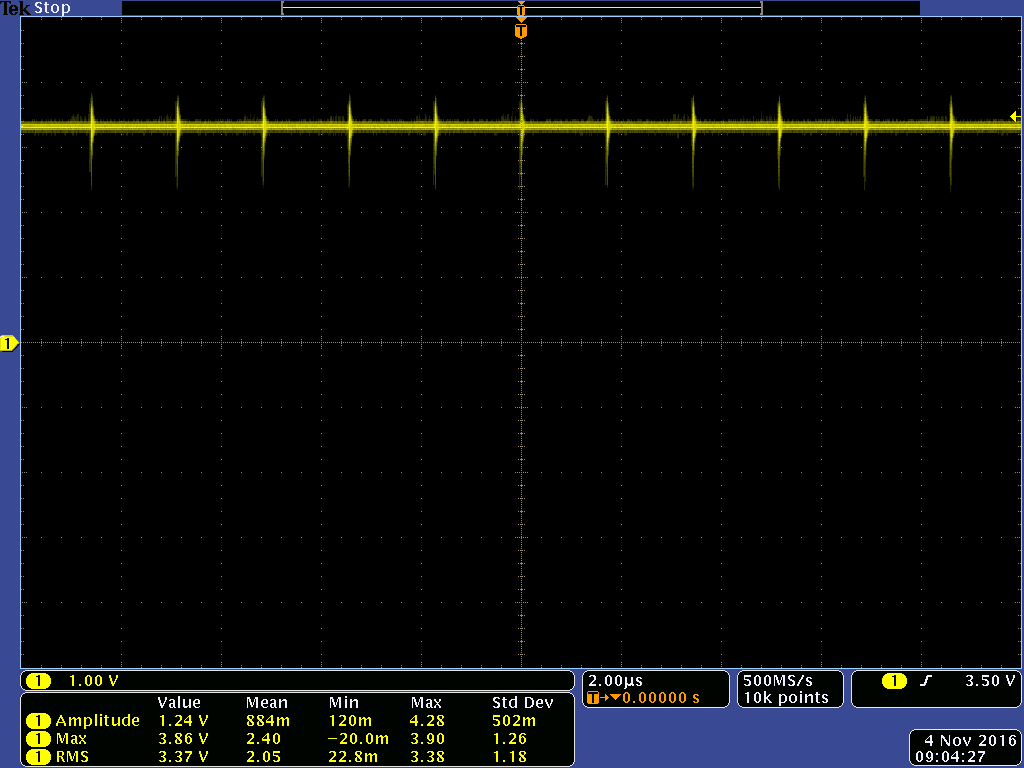 Tek Stop
T
T
1
1 1.00 V
2.00µs
T→▼0.00000 s
500MS/s
10k points
1 ʃ 3.50 V
Value Mean Min Max Std Dev
1 Amplitude 1.24 V 884m 120m 4.28 502m
1 Max 3.86 V 2.40 −20.0m 3.90 1.26
1 RMS 3.37 V 2.05 22.8m 3.38 1.18
4 Nov 2016
09:04:27